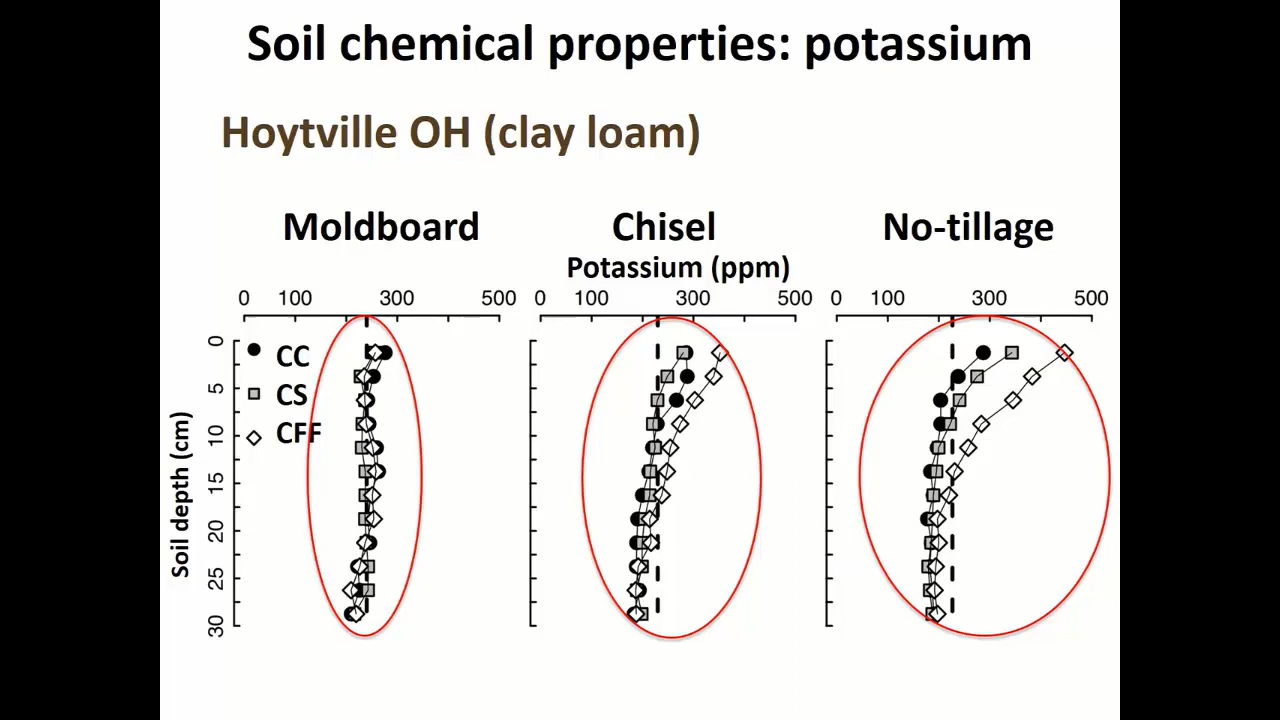 Soil chemical properties: potassium
Hoytville OH (clay loam)
Moldboard Chisel No-tillage
Potassium (ppm)
0 100 300 500 0 100 300 500 0 100 300 500
Soil depth (cm)
0
5
10
15
20
25
30
CC
CS
CFF